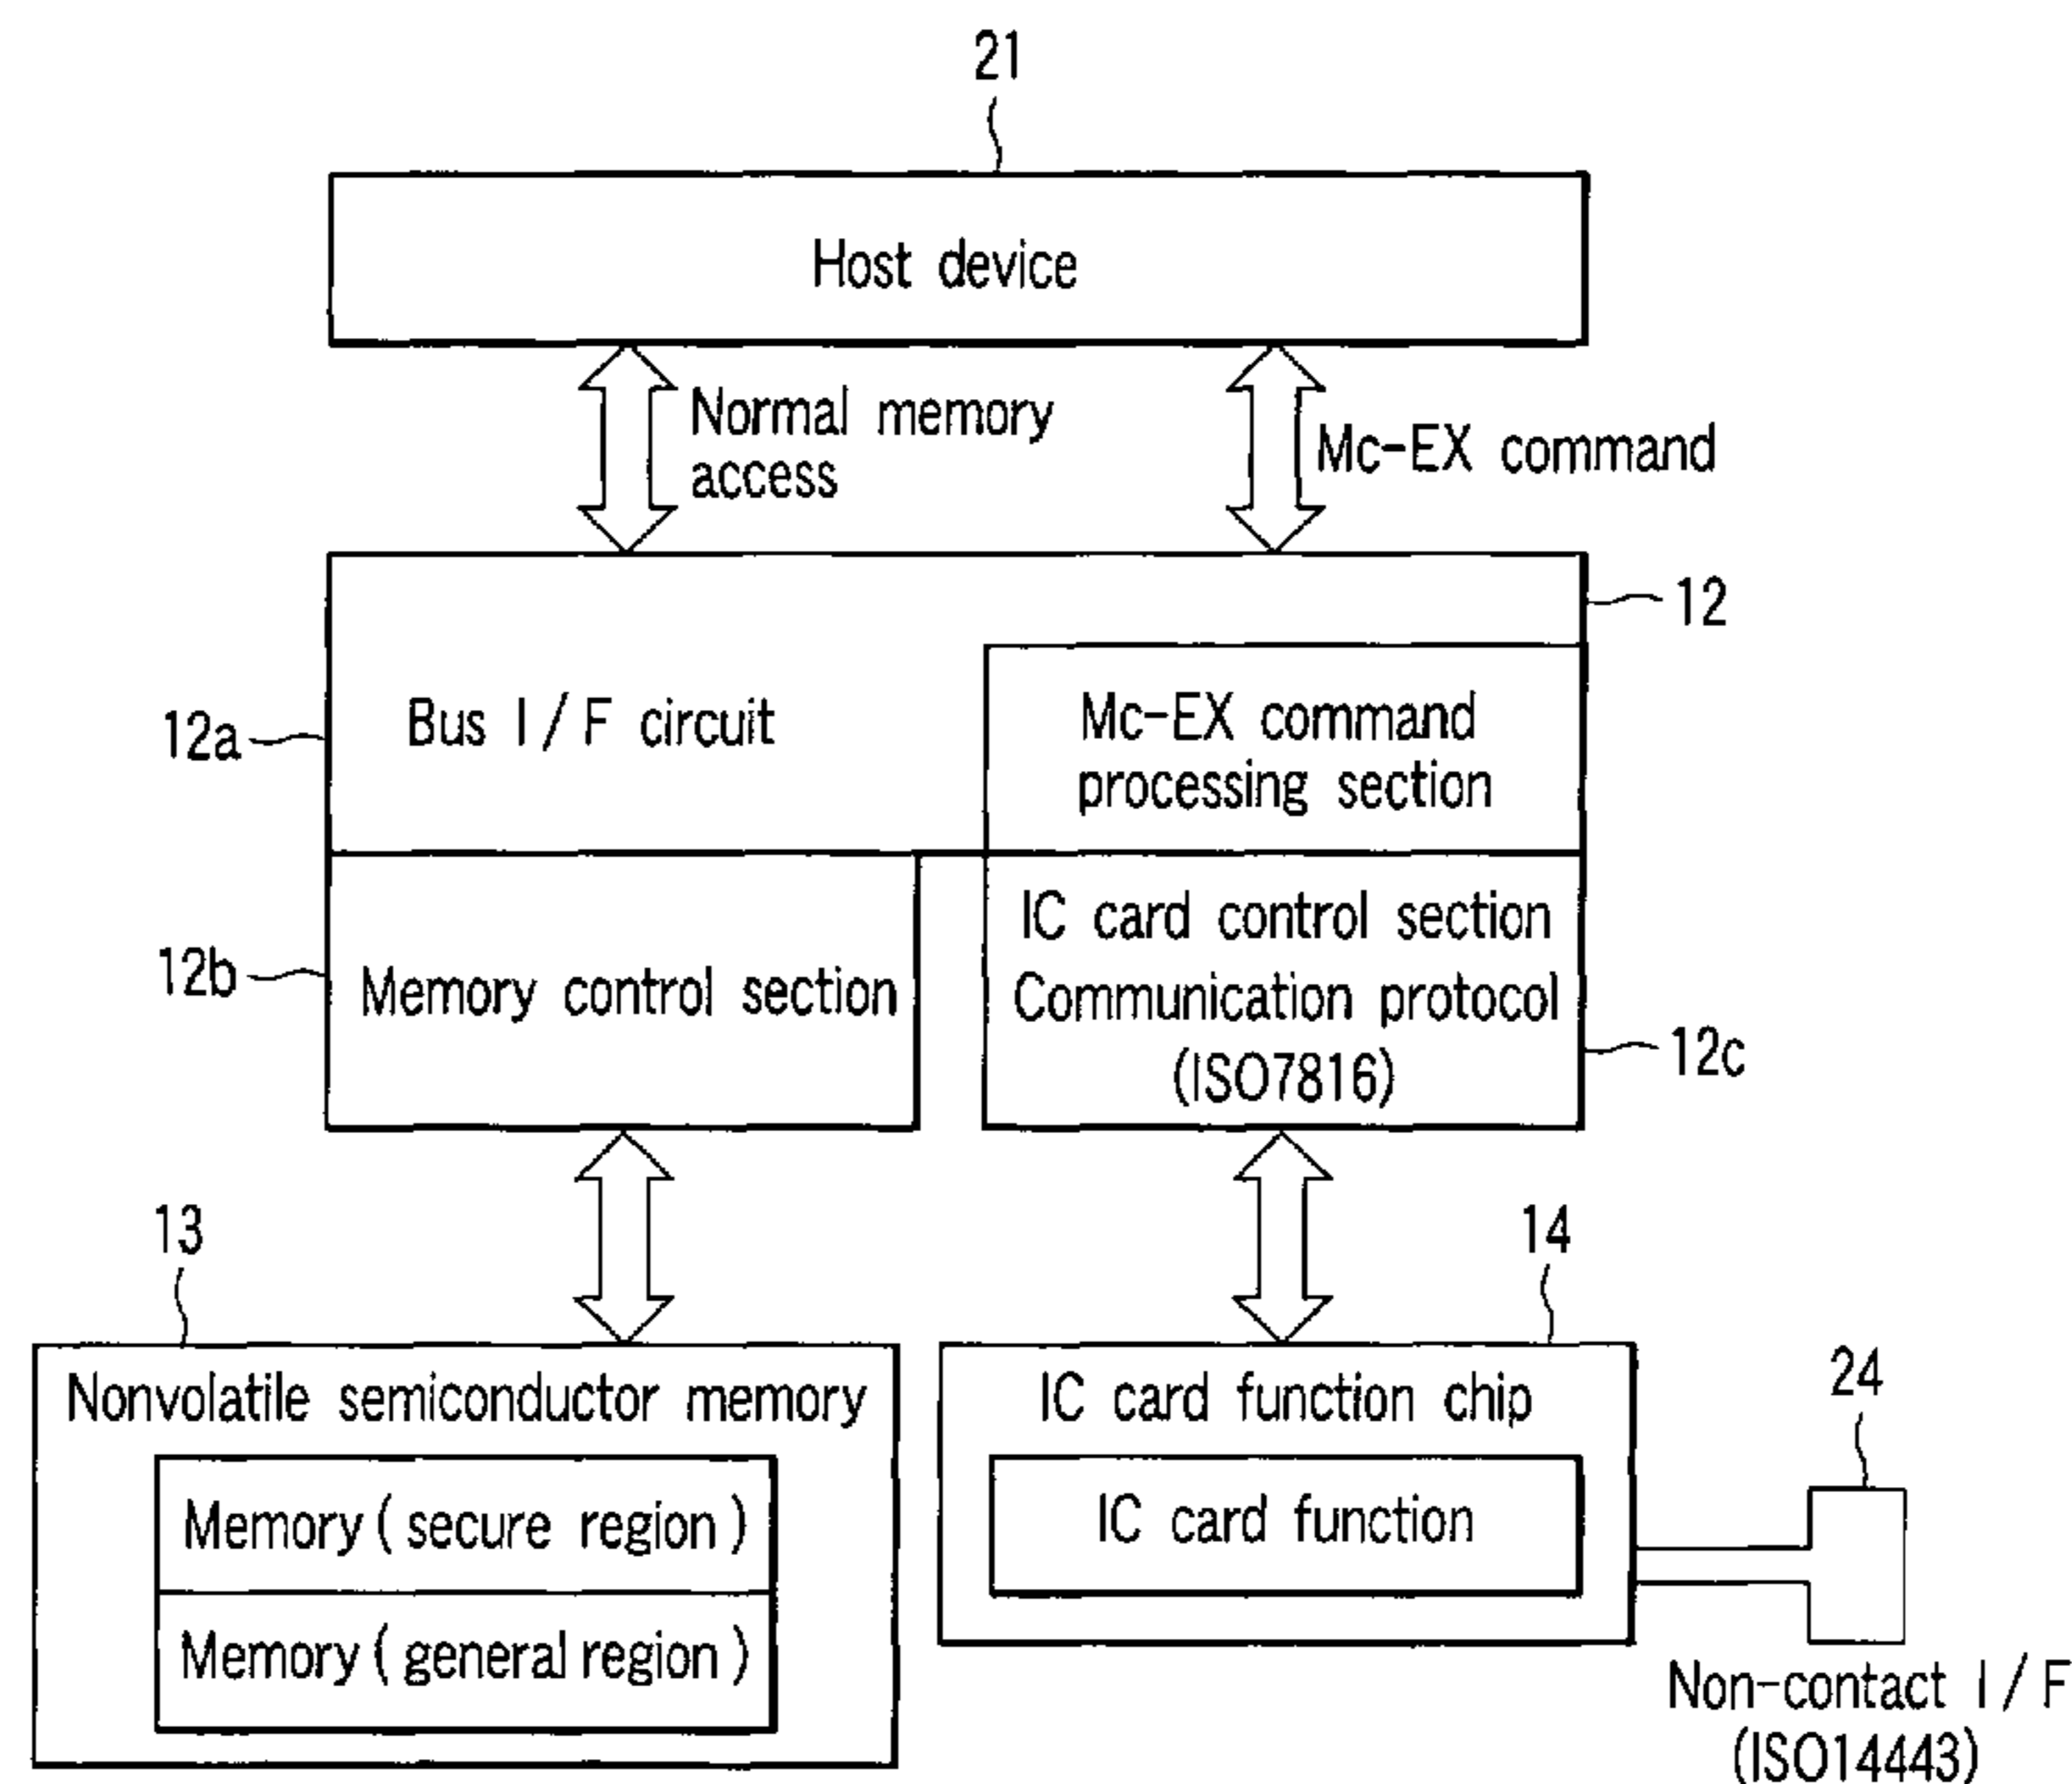 21
Host device
Normal memory
access
Mc-EX command
12
12a
Bus I/F circuit
Mc-EX command
processing section
12b
Memory control section
IC card control section
Communication protocol
(ISO7816)
12c
13
14
Nonvolatile semiconductor memory
Memory (secure region)
Memory (general region)
IC card function chip
IC card function
24
Non-contact I/F
(ISO14443)